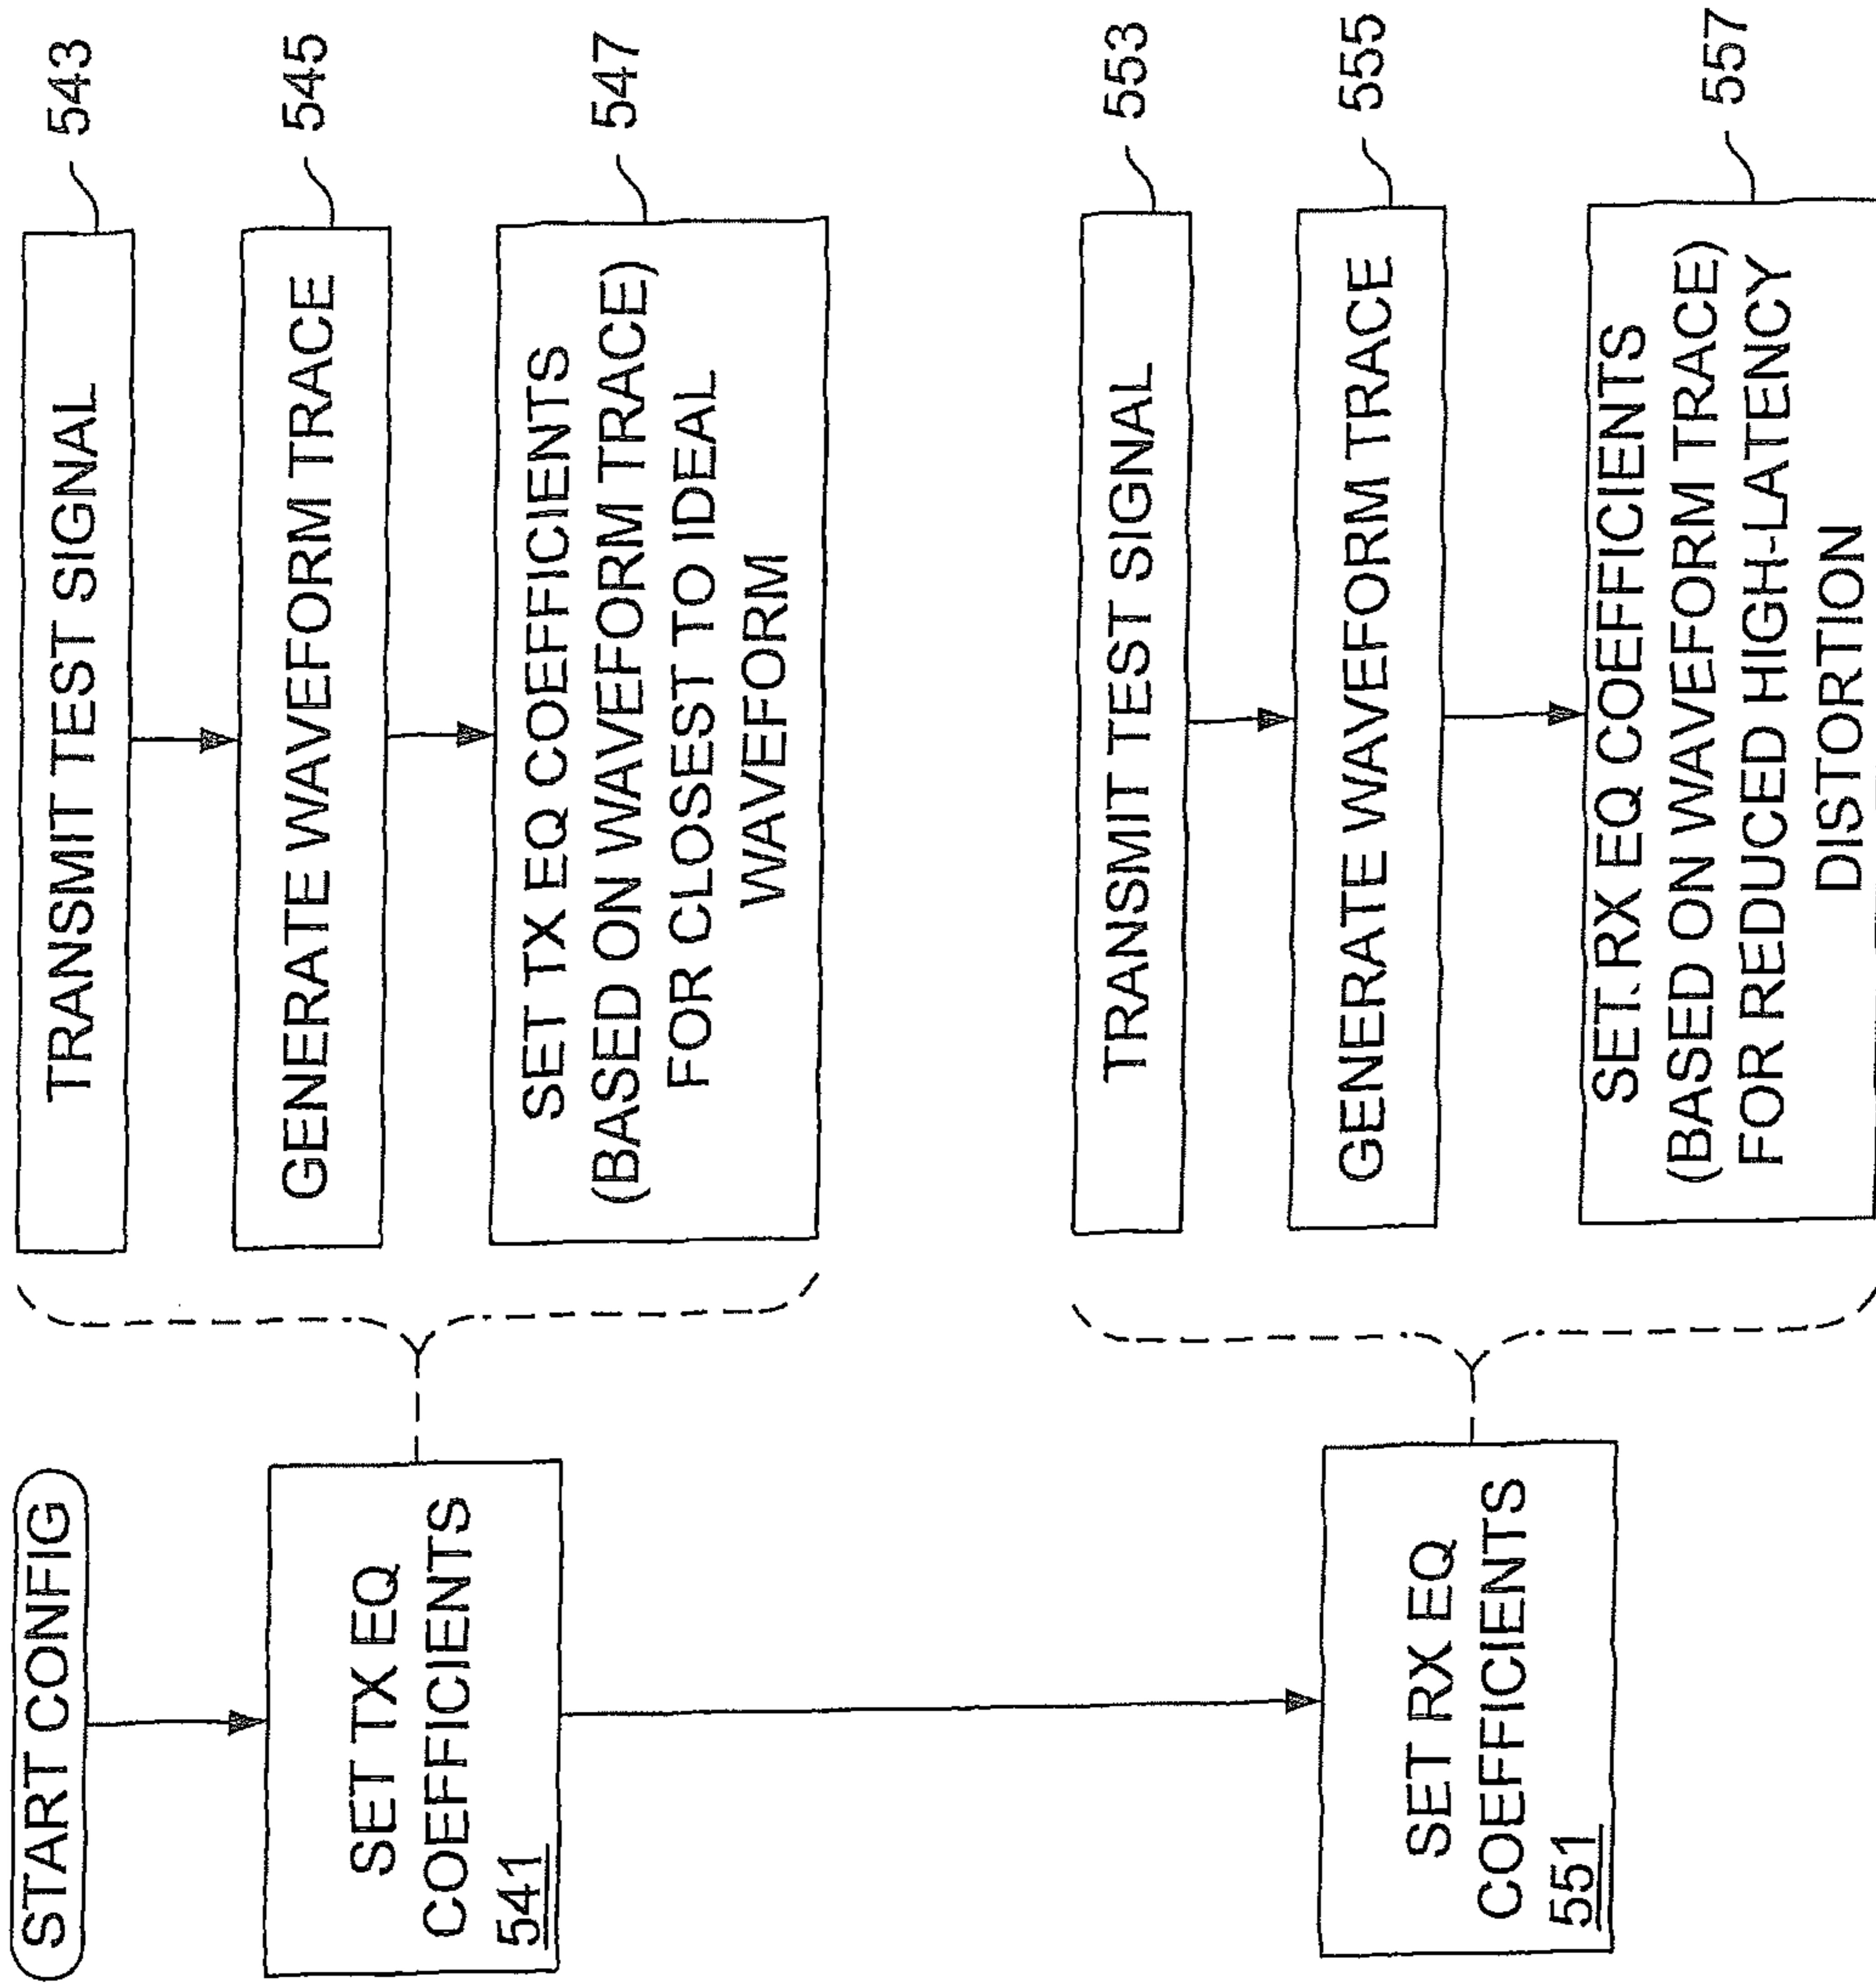 START CONFIG
SET TX EQ
COEFFICIENTS
541
TRANSMIT TEST SIGNAL
543
GENERATE WAVEFORM TRACE
545
SET TX EQ COEFFICIENTS
(BASED ON WAVEFORM TRACE)
FOR CLOSEST TO IDEAL
WAVEFORM
547
SET RX EQ
COEFFICIENTS
551
TRANSMIT TEST SIGNAL
553
GENERATE WAVEFORM TRACE
555
SET RX EQ COEFFICIENTS
(BASED ON WAVEFORM TRACE)
FOR REDUCED HIGH-LATENCY
DISTORTION
557